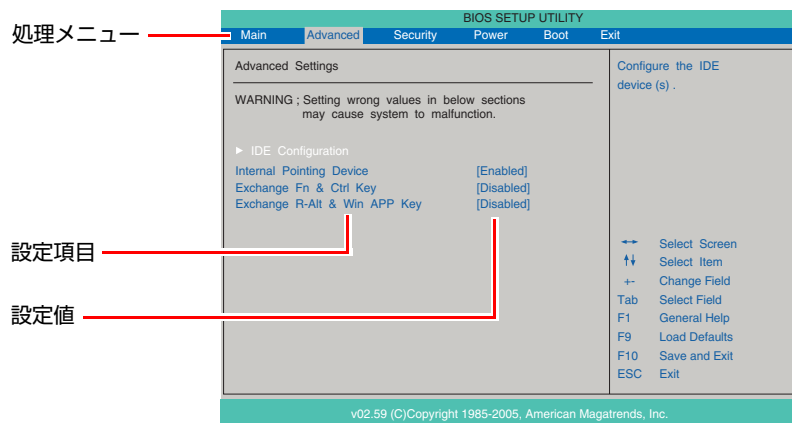 BIOS SETUP UTILITY
処理メニュー
Main Advanced Security Power Boot Exit
Advanced Settings
WARNING ; Setting wrong values in below sections
may cause system to malfunction.
► IDE Configuration
Internal Pointing Device [Enabled]
Exchange Fn & Ctrl Key [Disabled]
Exchange R-Alt & Win APP Key [Disabled]
設定項目
設定値
Configure the IDE
device (s) .
←→ Select Screen
↑↓ Select Item
+- Change Field
Tab Select Field
F1 General Help
F9 Load Defaults
F10 Save and Exit
ESC Exit
v02.59 (C)Copyright 1985-2005, American Magatrends, Inc.